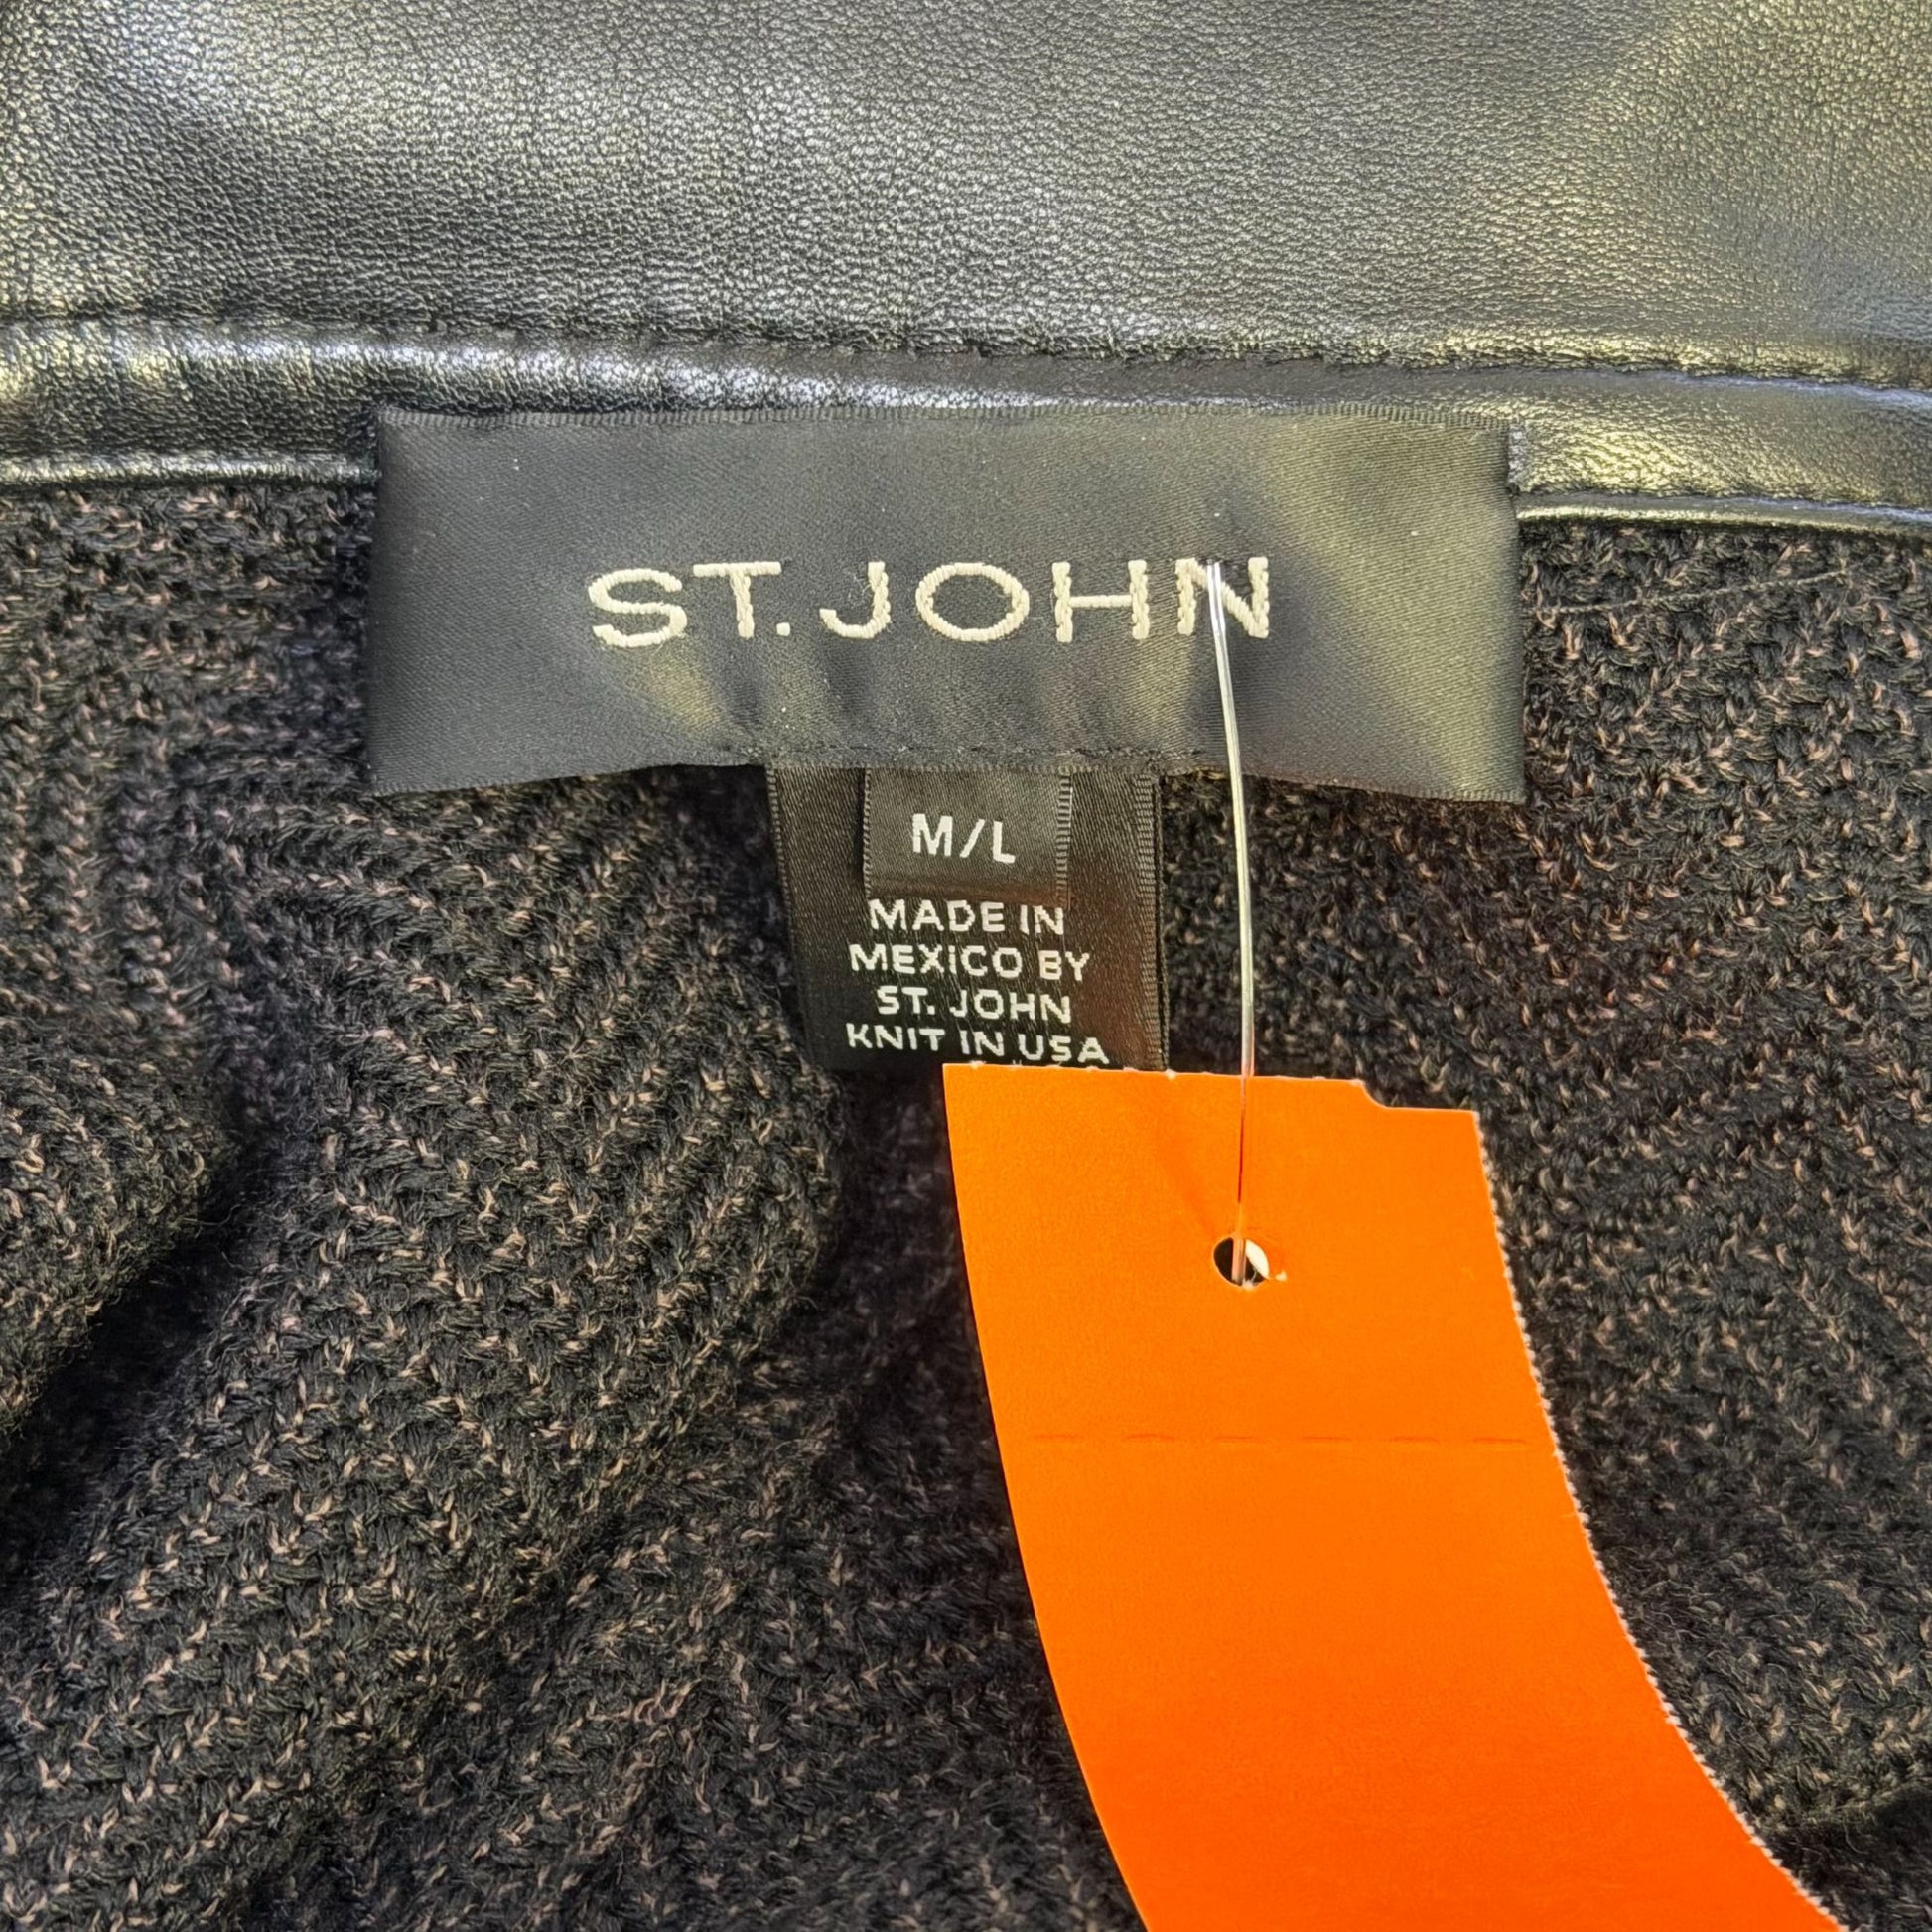 ST. JOHN
M/L
MADE IN
MEXICO BY
ST. JOHN
KNIT IN USA